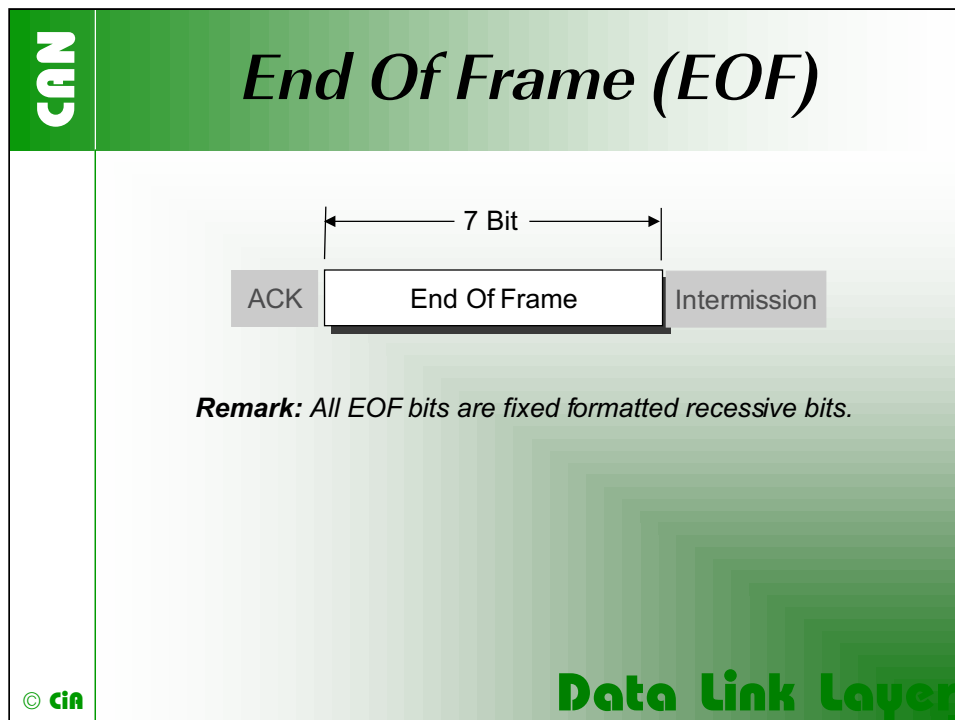 CAN
End Of Frame (EOF)
7 Bit
ACK
End Of Frame
Intermission
Remark: All EOF bits are fixed formatted recessive bits.
© CiA
Data Link Layer